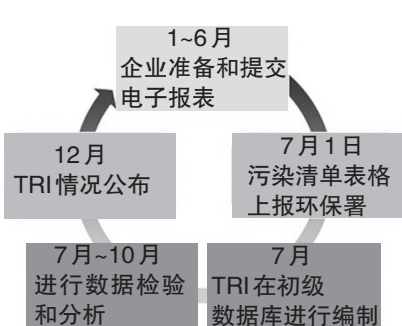 1~6月
企业准备和提交
电子报表
7月1日
污染清单表格
上报环保署
7月
TRI在初级
数据库进行编制
7月~10月
进行数据检验
和分析
12月
TRI情况公布